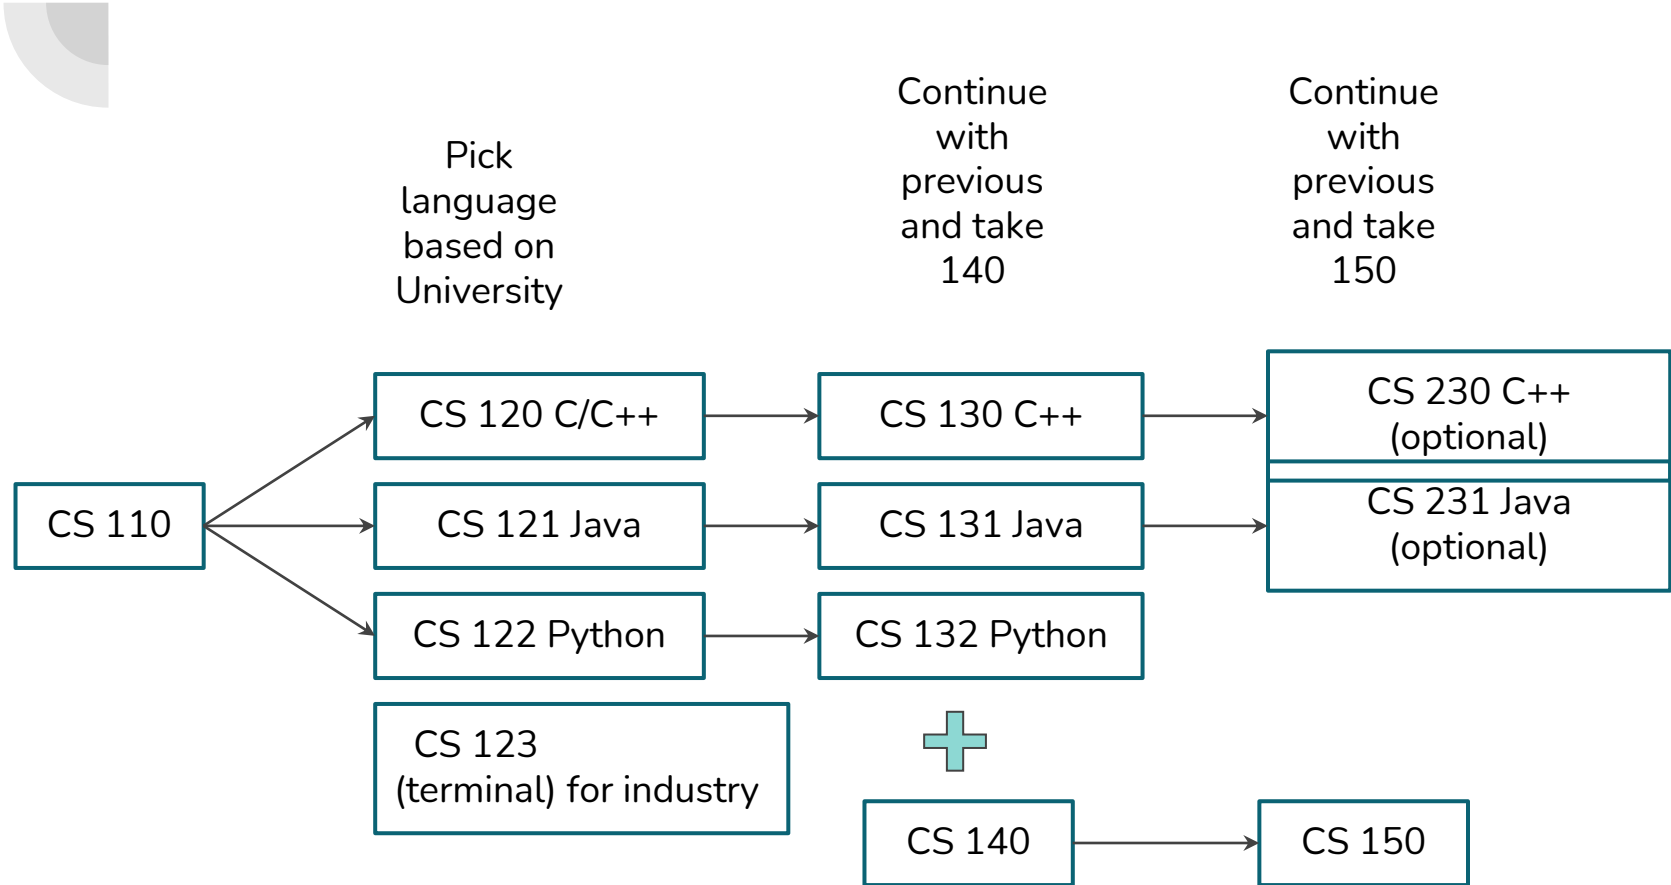 Pick
language
based on
University
Continue
with
previous
and take
140
Continue
with
previous
and take
150
CS 110
CS 120 C/C++
CS 130 C++
CS 230 C++
(optional)
CS 121 Java
CS 131 Java
CS 231 Java
(optional)
CS 122 Python
CS 132 Python
CS 123
(terminal) for industry
CS 140
CS 150